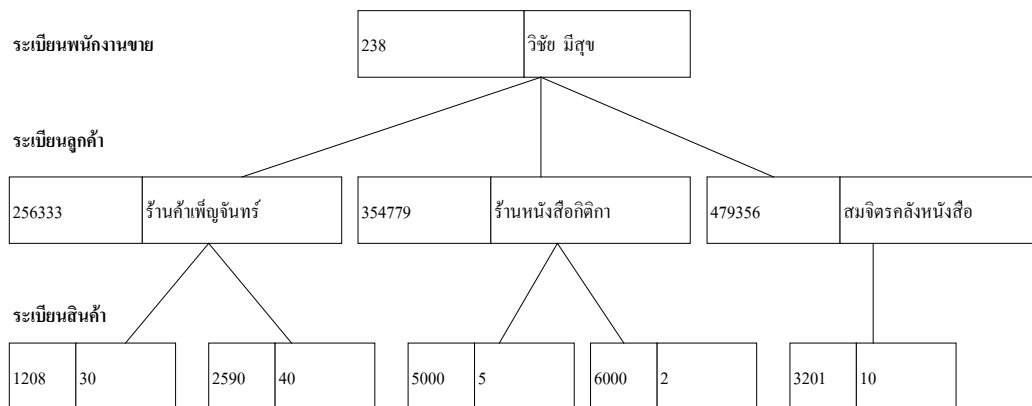 ระเบียนพนักงานขาย
238 วิชัย มีสุข
ระเบียนลูกค้า
256333 ร้านค้าเพ็ญจันทร์ 354779 ร้านหนังสือกิติกา 479356 สมจิตรคลังหนังสือ
ระเบียนสินค้า
1208 30 2590 40 5000 5 6000 2 3201 10